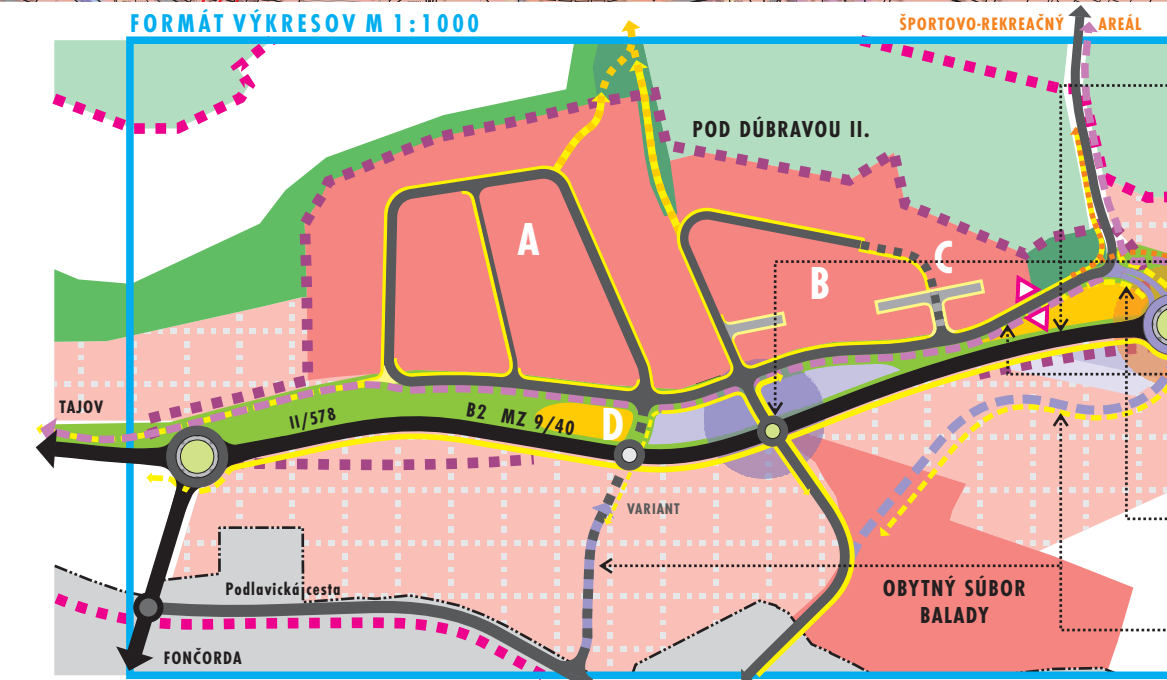 FORMÁT VÝKRESOV M 1:1000
ŠPORTOVO-REKREAČNÝ AREÁL
POD DÚBRAVOU II.
A
B
C
D
TAJOV
II/578
B2 MZ 9/40
VARIANT
Podlavická cesta
OBYTNÝ SÚBOR
BALADY
FONČORDA